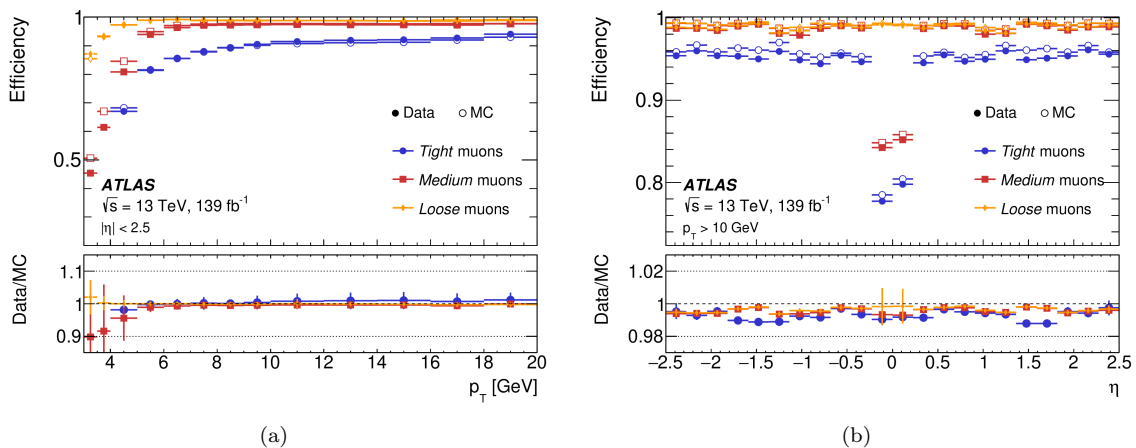 Efficiency
1
0.5
● Data ○ MC
Tight muons
Medium muons
Loose muons
ATLAS
√s = 13 TeV, 139 fb⁻¹
|η| < 2.5
Data/MC
1.1
1
0.9
4 6 8 10 12 14 16 18 20
p_T [GeV]
(a)
Efficiency
1
0.9
0.8
● Data ○ MC
Tight muons
Medium muons
Loose muons
ATLAS
√s = 13 TeV, 139 fb⁻¹
p_T > 10 GeV
Data/MC
1.02
1
0.98
−2.5 −2 −1.5 −1 −0.5 0 0.5 1 1.5 2 2.5
η
(b)